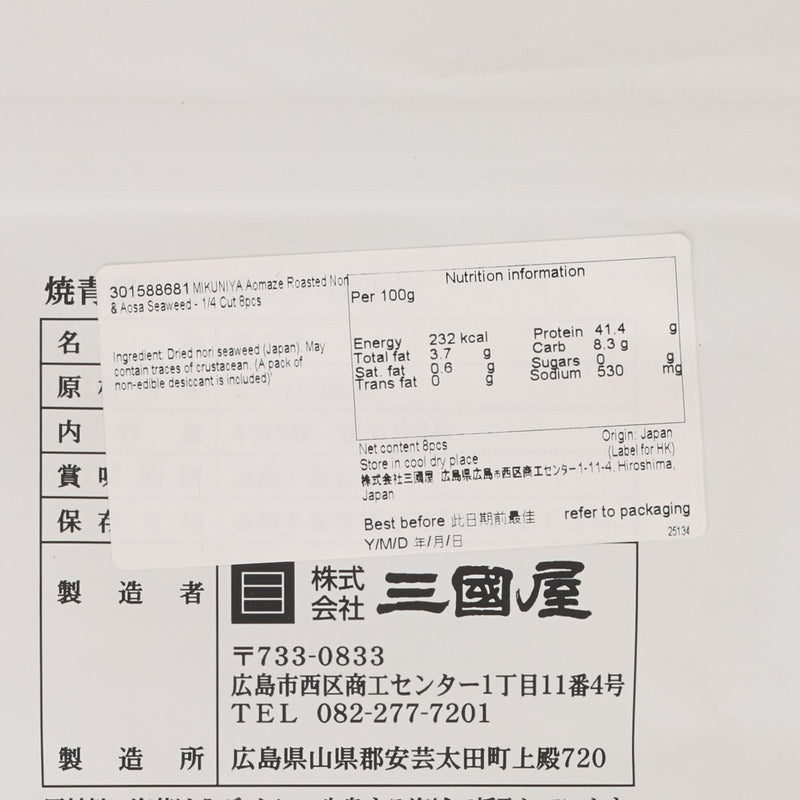 301588681 MIKUNIYA Aomaze Roasted Nori
& Aosa Seaweed - 1/4 Cut 8pcs
Ingredient: Dried nori seaweed (Japan). May
contain traces of crustacean. (A pack of
non-edible desiccant is included)
Nutrition information
Per 100g
Energy 232 kcal
Total fat 3.7 g
Sat. fat 0.6 g
Trans fat 0 g
Protein 41.4 g
Carb 8.3 g
Sugars 0 g
Sodium 530 mg
Net content 8pcs
Origin: Japan
Store in cool dry place
(Label for HK)
株式会社三國屋 広島県広島市西区商工センター1-11-4, Hiroshima,
Japan
Best before 此日期前最佳 refer to packaging
Y/M/D 年/月/日
25134
焼青
名
原
内
賞
保存
製造者
株式会社 三國屋
〒733-0833
広島市西区商工センター1丁目11番4号
TEL 082-277-7201
製造所 広島県山県郡安芸太田町上殿720